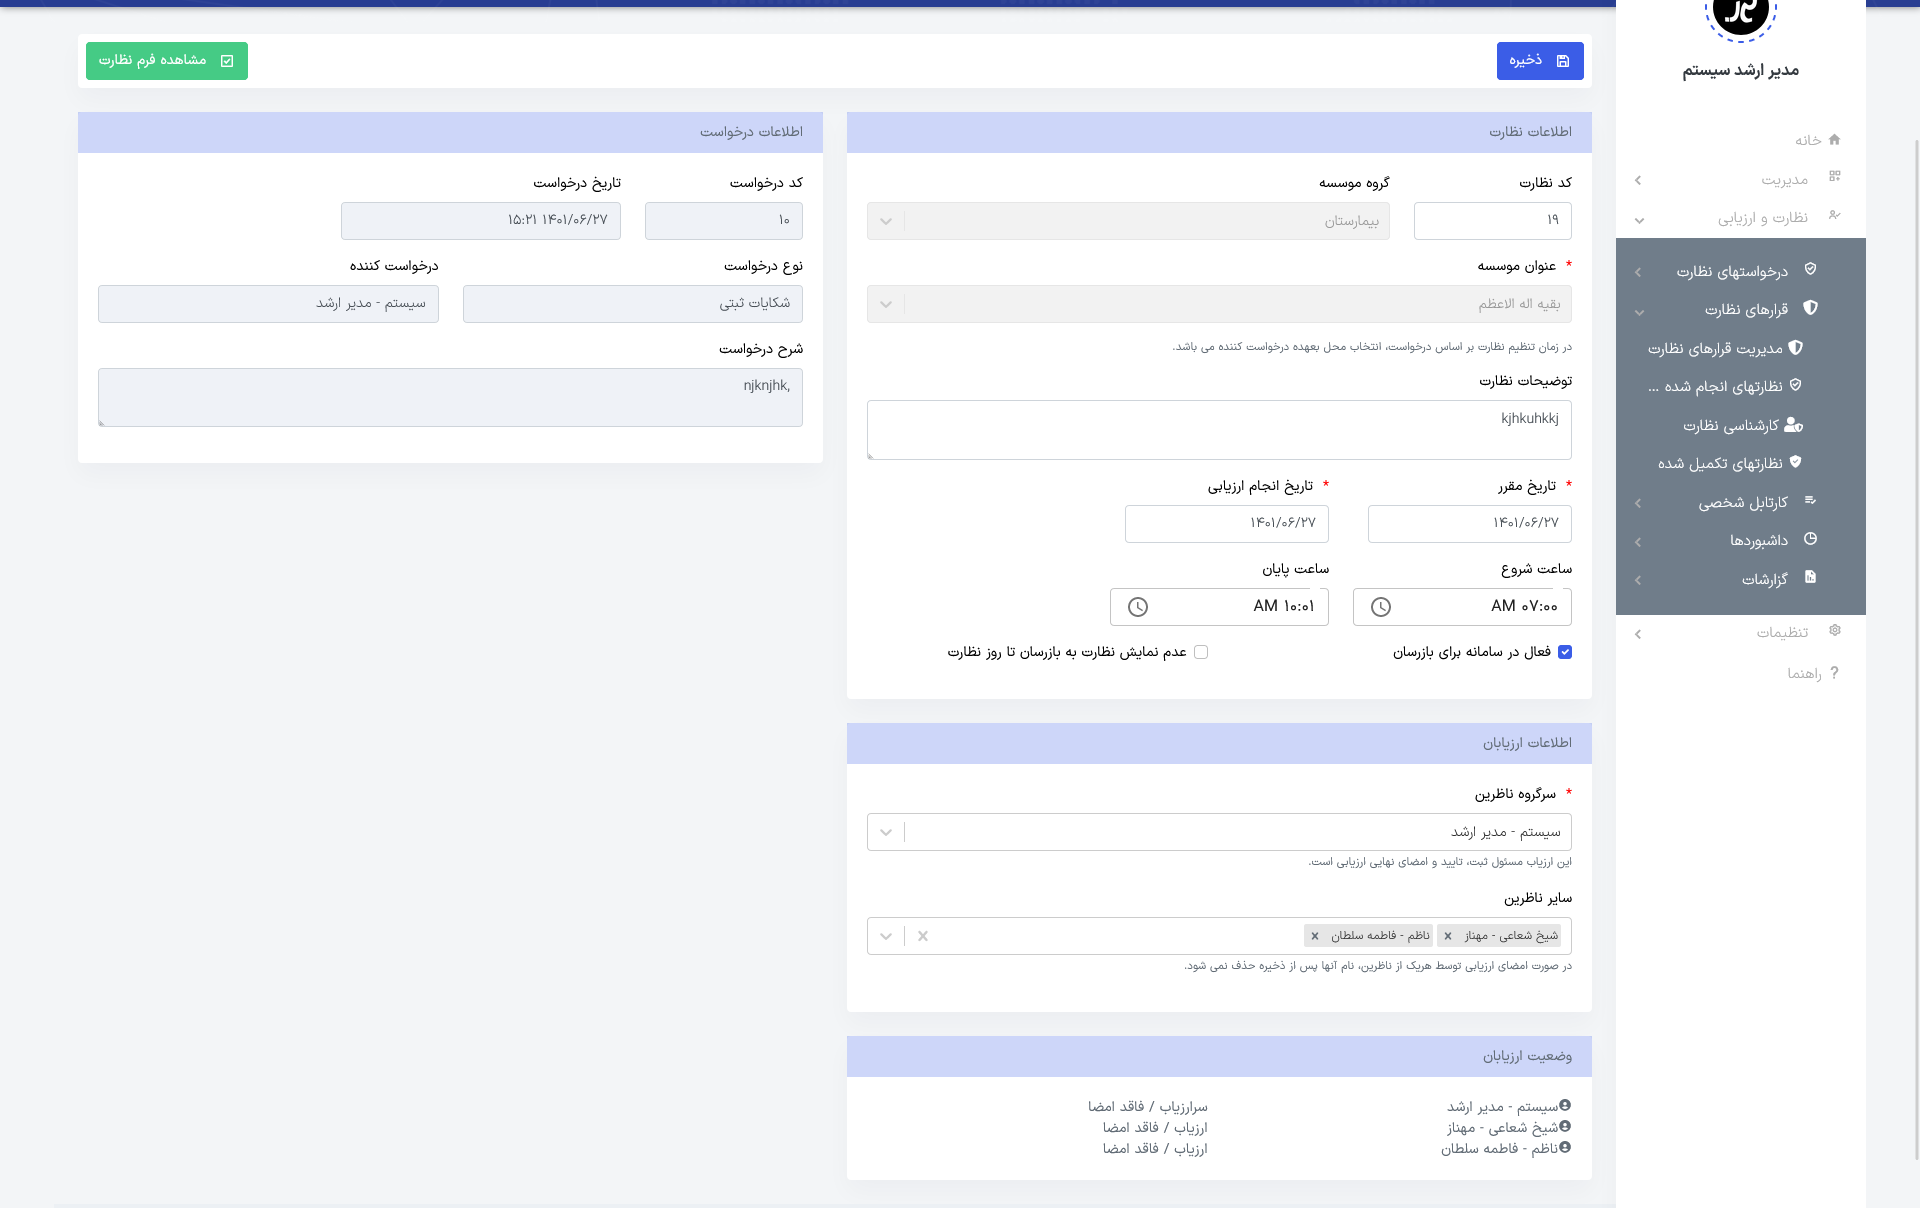 مدیر ارشد سیستم
خانه
مدیریت
نظارت و ارزیابی
درخواستهای نظارت
قرارهای نظارت
مدیریت قرارهای نظارت
نظارتهای انجام شده ...
کارشناسی نظارت
نظارتهای تکمیل شده
کارتابل شخصی
داشبوردها
گزارشات
تنظیمات
راهنما
ذخیره
مشاهده فرم نظارت
اطلاعات نظارت
کد نظارت
گروه موسسه
۱۹
بیمارستان
* عنوان موسسه
بقیه اله الاعظم
در زمان تنظیم نظارت بر اساس درخواست، انتخاب محل بعهده درخواست کننده می باشد.
توضیحات نظارت
kjhkuhkkj
* تاریخ مقرر
* تاریخ انجام ارزیابی
۱۴۰۱/۰۶/۲۷
۱۴۰۱/۰۶/۲۷
ساعت شروع
ساعت پایان
۰۷:۰۰ AM
۱۰:۰۱ AM
فعال در سامانه برای بازرسان
عدم نمایش نظارت به بازرسان تا روز نظارت
اطلاعات ارزیابان
* سرگروه ناظرین
سیستم - مدیر ارشد
این ارزیاب مسئول ثبت، تایید و امضای نهایی ارزیابی است.
سایر ناظرین
شیخ شعاعی - مهناز
ناظم - فاطمه سلطان
در صورت امضای ارزیابی توسط هریک از ناظرین، نام آنها پس از ذخیره حذف نمی شود.
وضعیت ارزیابان
سیستم - مدیر ارشد
سرارزیاب / فاقد امضا
شیخ شعاعی - مهناز
ارزیاب / فاقد امضا
ناظم - فاطمه سلطان
ارزیاب / فاقد امضا
اطلاعات درخواست
کد درخواست
تاریخ درخواست
۱۰
۱۴۰۱/۰۶/۲۷ ۱۵:۲۱
نوع درخواست
درخواست کننده
شکایات ثبتی
سیستم - مدیر ارشد
شرح درخواست
njknjhk,